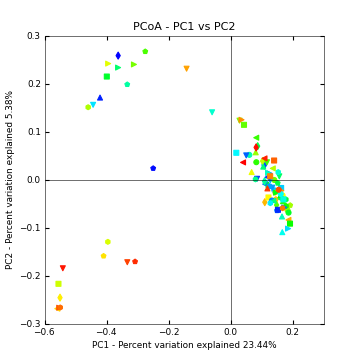 PCoA - PC1 vs PC2
0.3
0.2
0.1
0.0
−0.1
−0.2
−0.3
PC2 - Percent variation explained 5.38%
−0.6 −0.4 −0.2 0.0 0.2
PC1 - Percent variation explained 23.44%